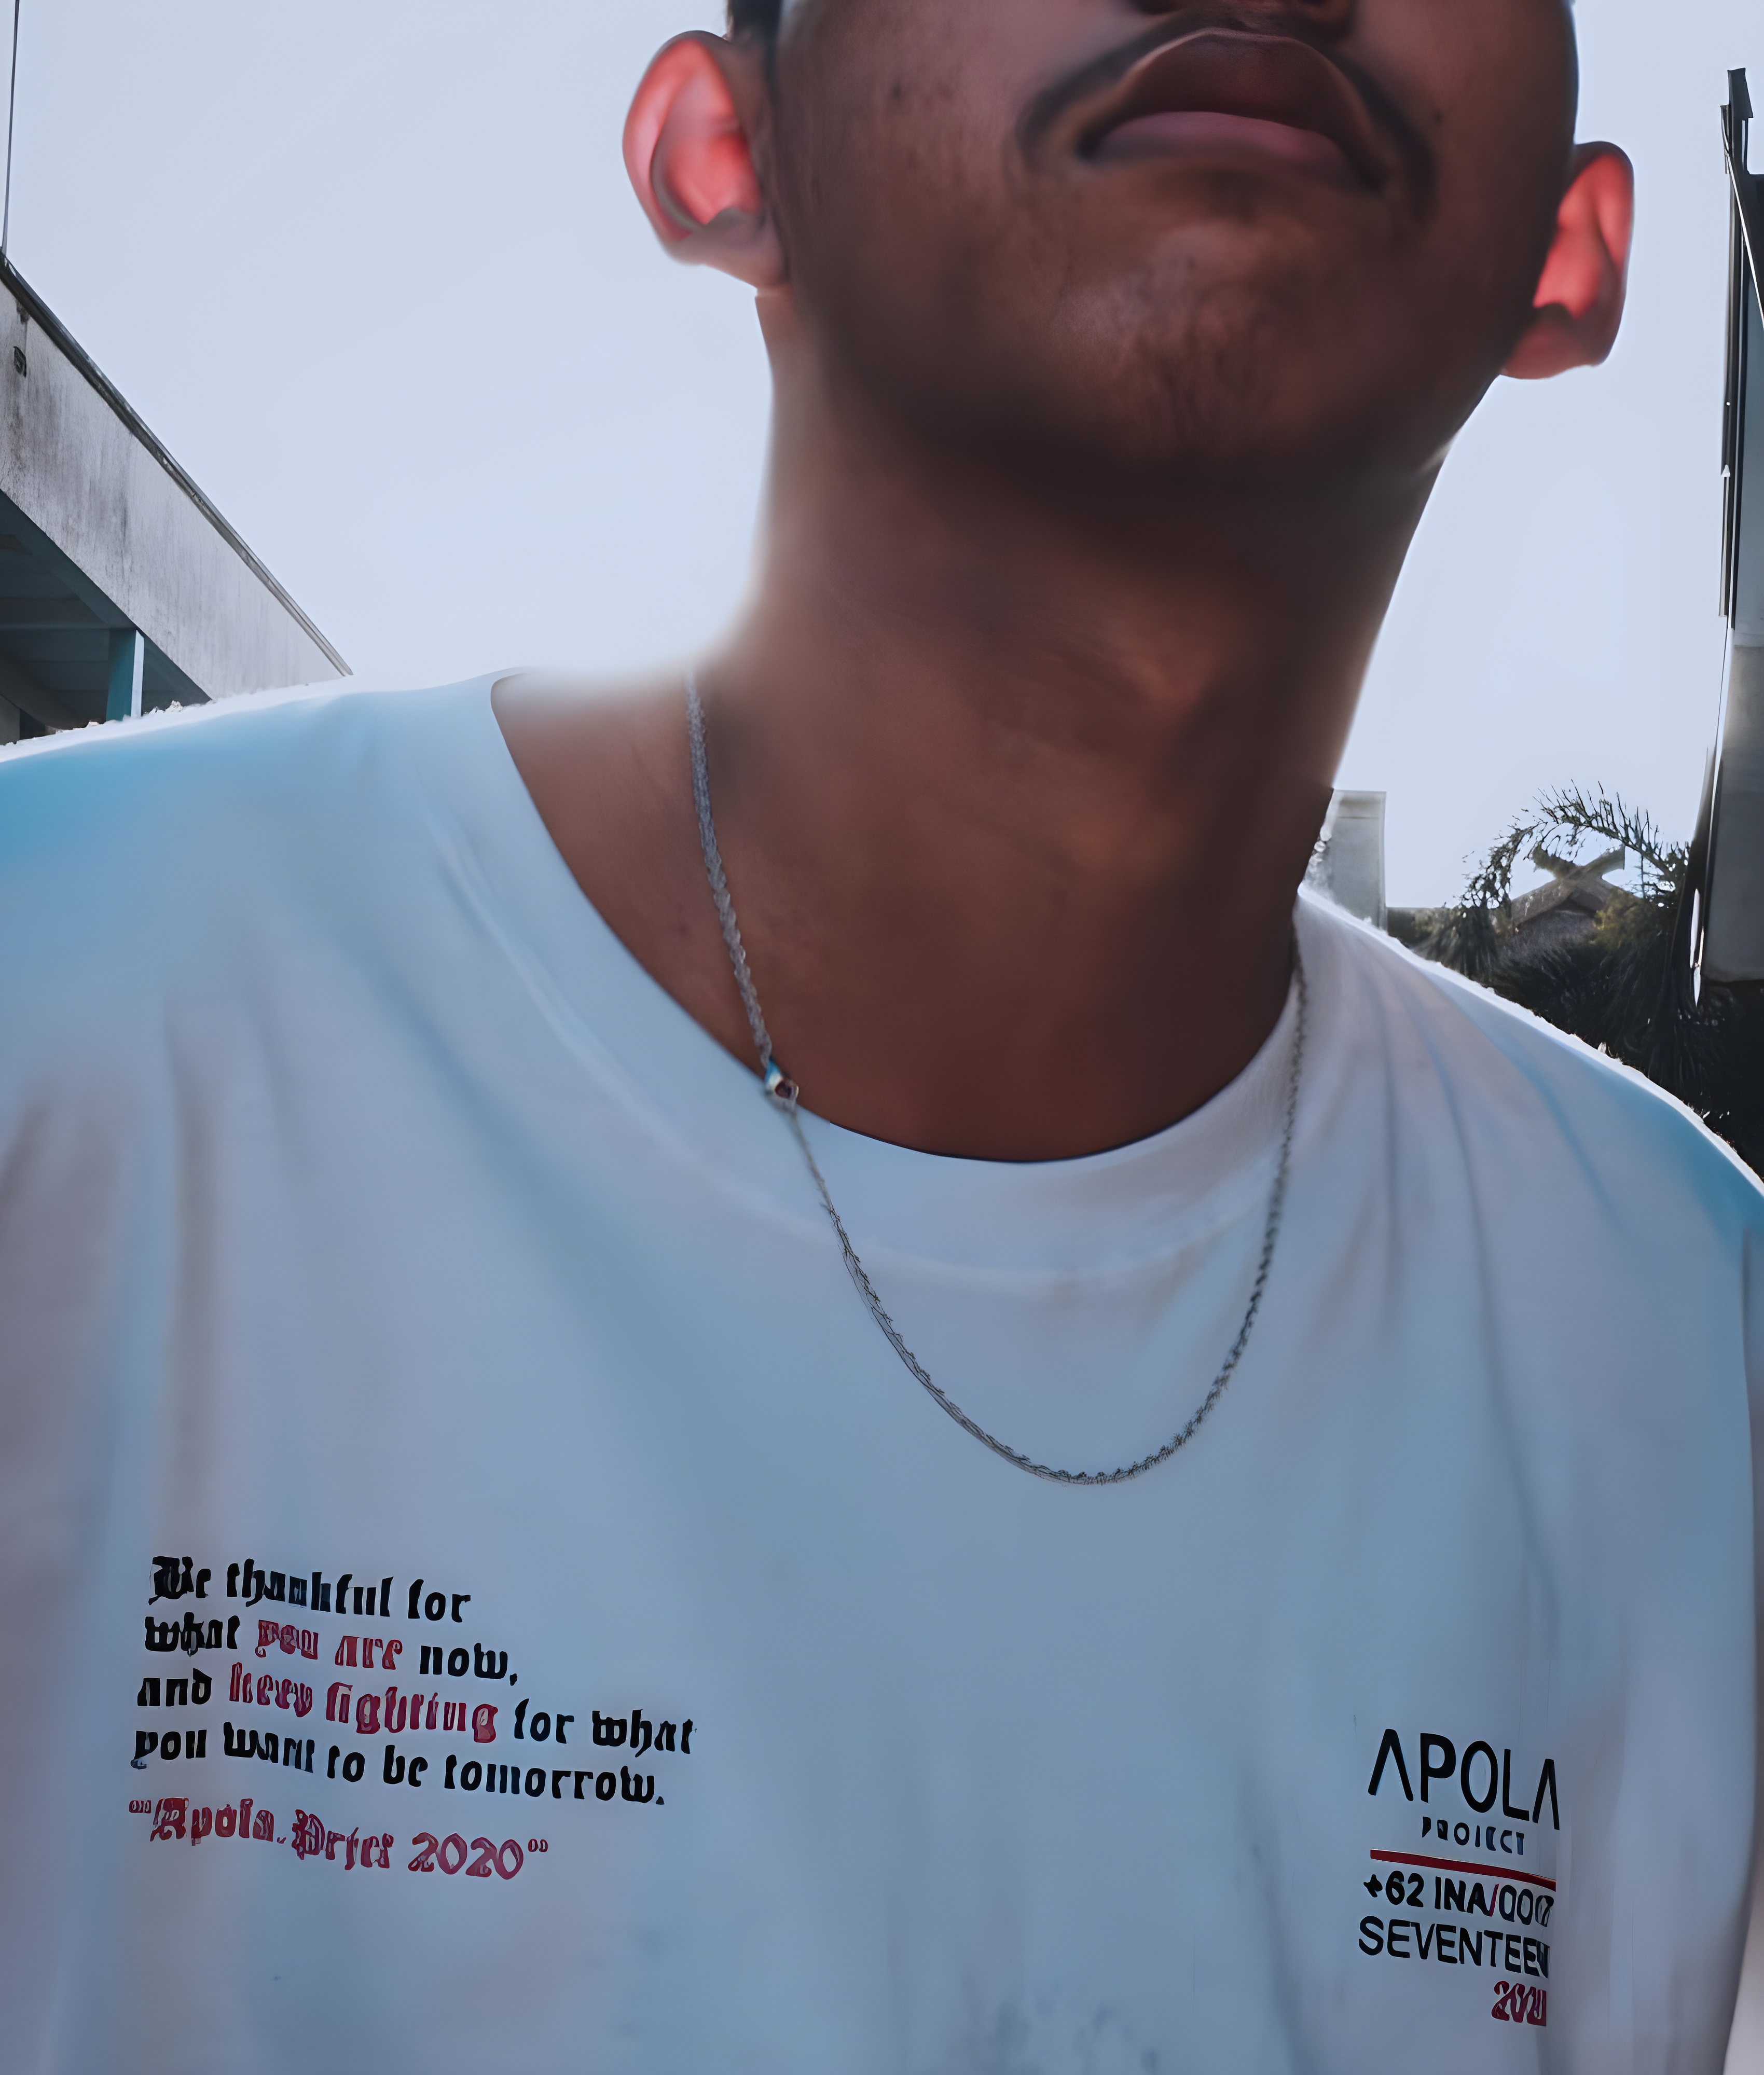 Be thankful for
what you are now,
and keep fighting for what
you want to be tomorrow.
2020"
APOLA
PROJECT
+62 INA/
SEVENTEEN